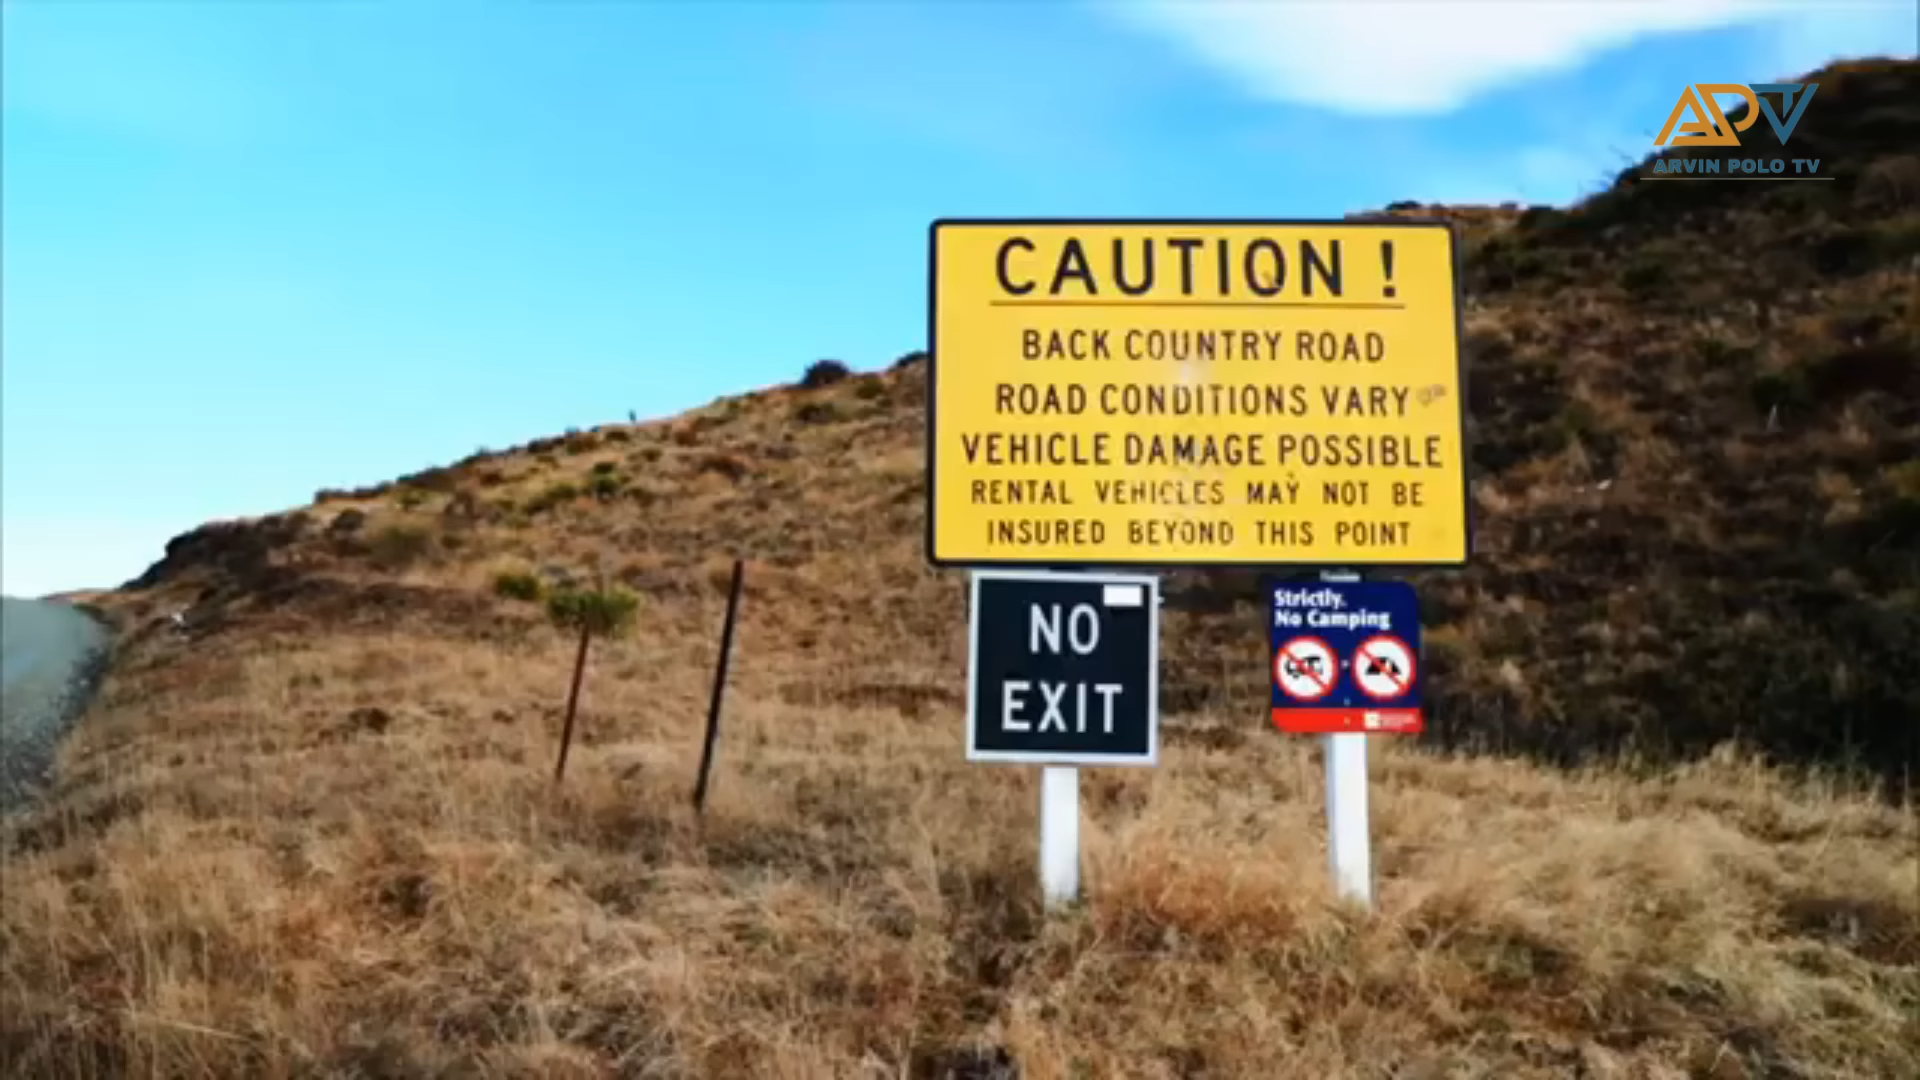 APTV
ARVIN POLO TV
CAUTION !
BACK COUNTRY ROAD
ROAD CONDITIONS VARY
VEHICLE DAMAGE POSSIBLE
RENTAL VEHICLES MAY NOT BE
INSURED BEYOND THIS POINT
NO
EXIT
Strictly.
No Camping